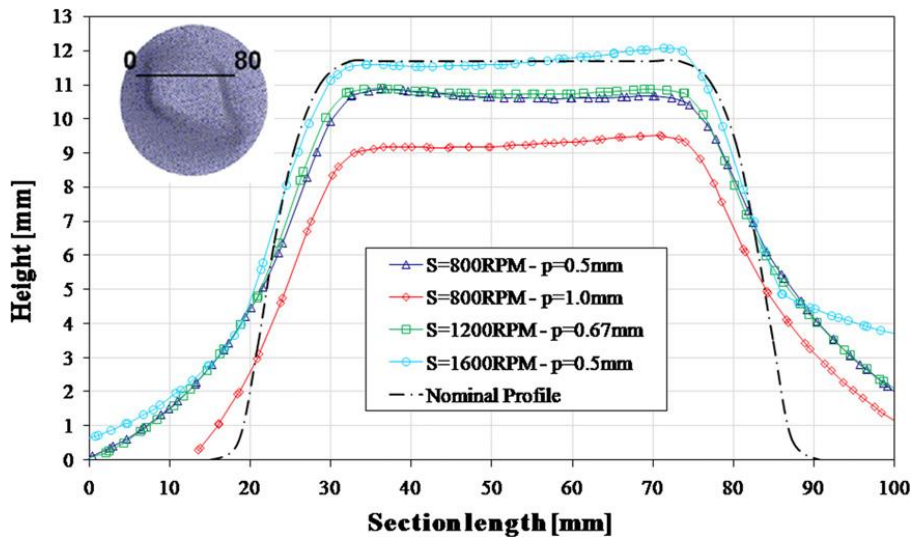 13
12
11
10
9
8
7
6
5
4
3
2
1
0
Height [mm]
0 80
S=800RPM - p=0.5mm
S=800RPM - p=1.0mm
S=1200RPM - p=0.67mm
S=1600RPM - p=0.5mm
Nominal Profile
0 10 20 30 40 50 60 70 80 90 100
Section length [mm]